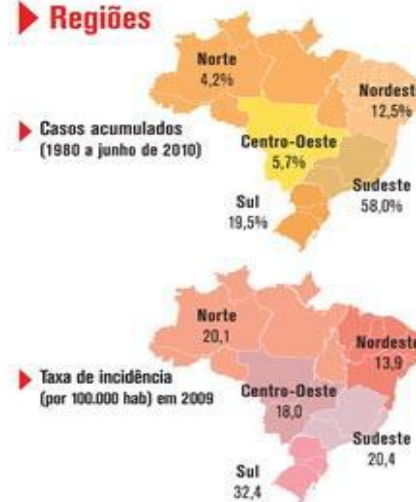 Regiões
Norte
4,2%
Nordeste
12,5%
Casos acumulados
(1980 a junho de 2010)
Centro-Oeste
5,7%
Sudeste
58,0%
Sul
19,5%
Norte
20,1
Nordeste
13,9
Taxa de incidência
(por 100.000 hab) em 2009
Centro-Oeste
18,0
Sudeste
20,4
Sul
32,4